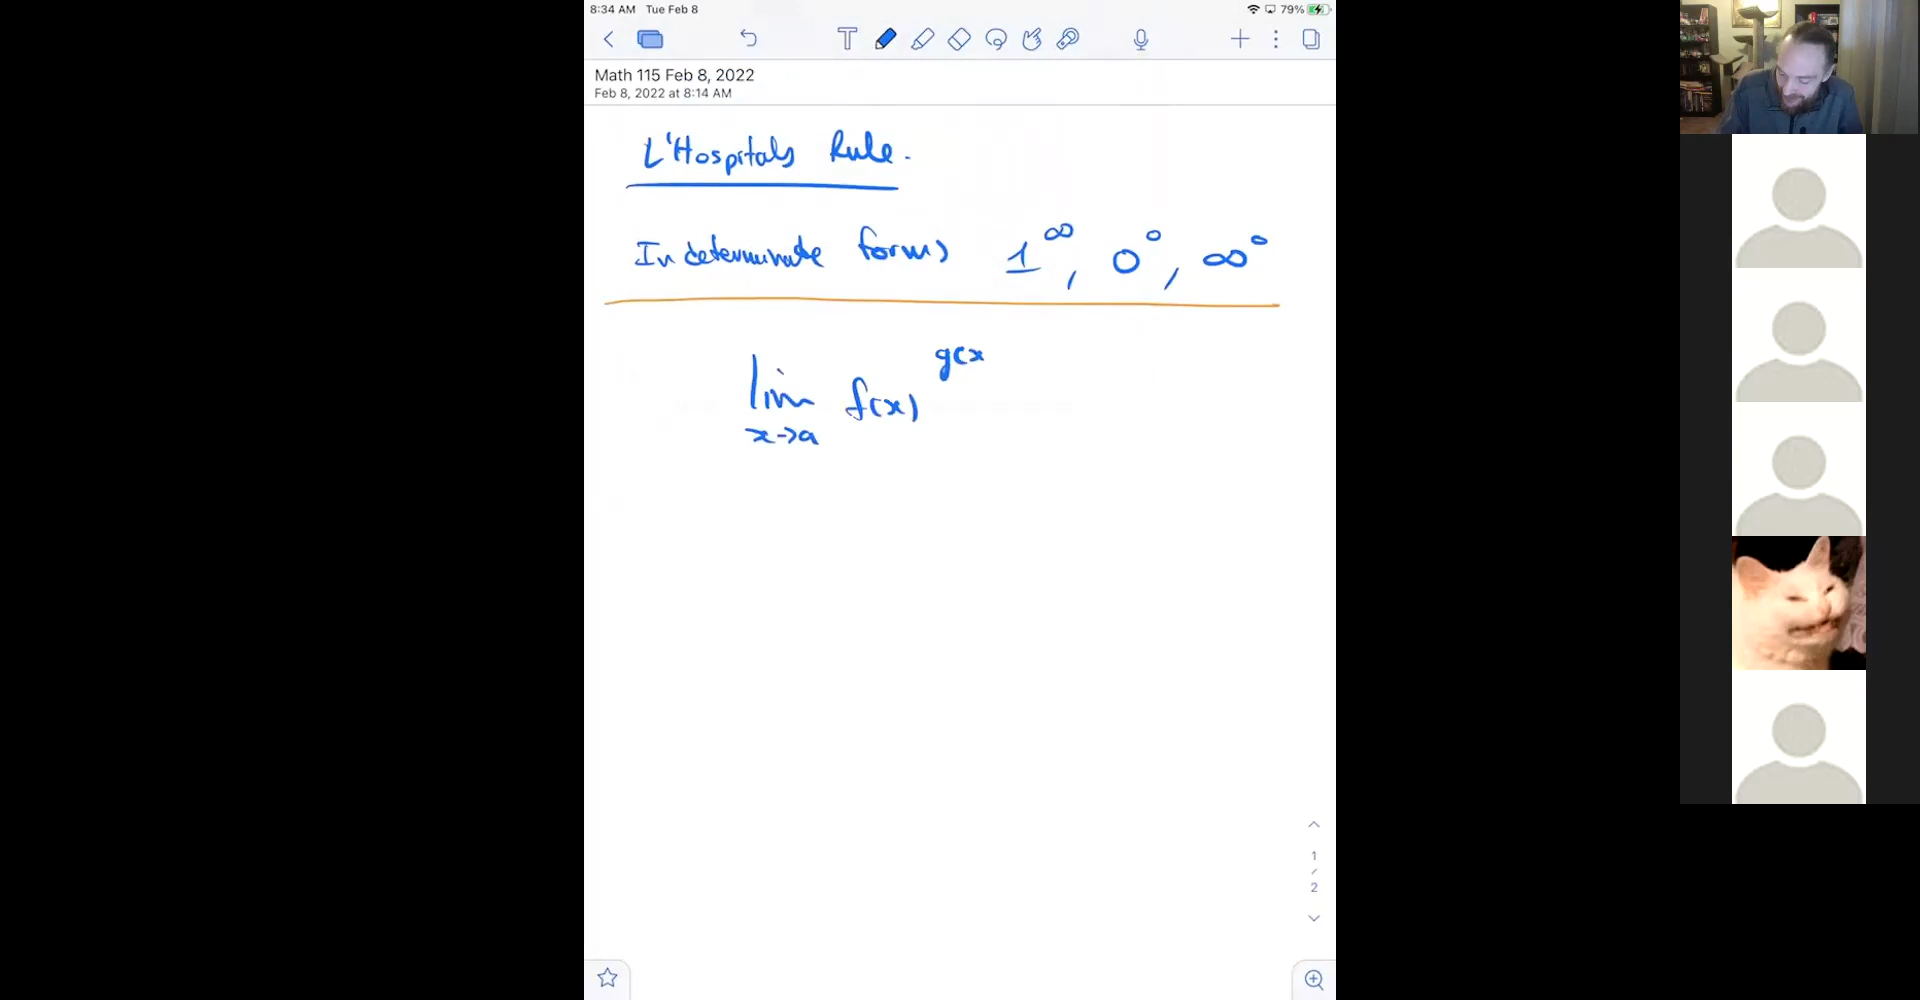 8:34 AM Tue Feb 8 79%
Math 115 Feb 8, 2022
Feb 8, 2022 at 8:14 AM
L'Hospitals Rule.
Indeterminate forms 1^∞, 0^0, ∞^0
lim f(x)^g(x
x→a
1
/
2